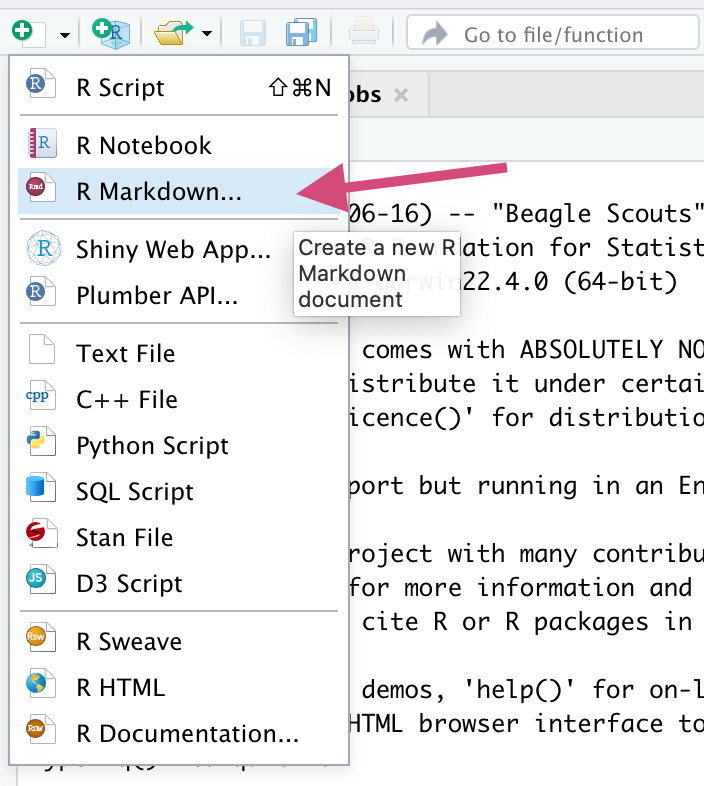 Go to file/function
R Script ⇧⌘N
obs ×
R Notebook
R Markdown...
06-16) -- "Beagle Scouts"
Shiny Web App...
Create a new R
Markdown
document
lation for Statist
Plumber API...
22.4.0 (64-bit)
Text File
comes with ABSOLUTELY NO
C++ File
istribute it under certai
icence()' for distributio
Python Script
SQL Script
port but running in an En
Stan File
roject with many contribu
D3 Script
for more information and
cite R or R packages in
R Sweave
R HTML
demos, 'help()' for on-l
R Documentation...
HTML browser interface to